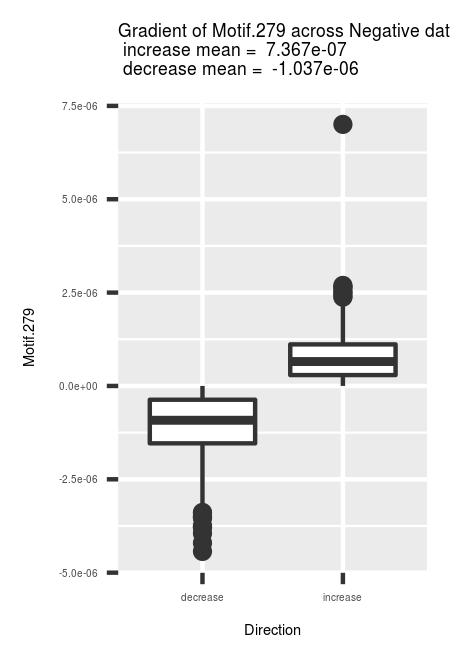 Gradient of Motif.279 across Negative dat
increase mean =  7.367e-07
decrease mean =  -1.037e-06
7.5e-06
5.0e-06
2.5e-06
0.0e+00
-2.5e-06
-5.0e-06
Motif.279
decrease increase
Direction